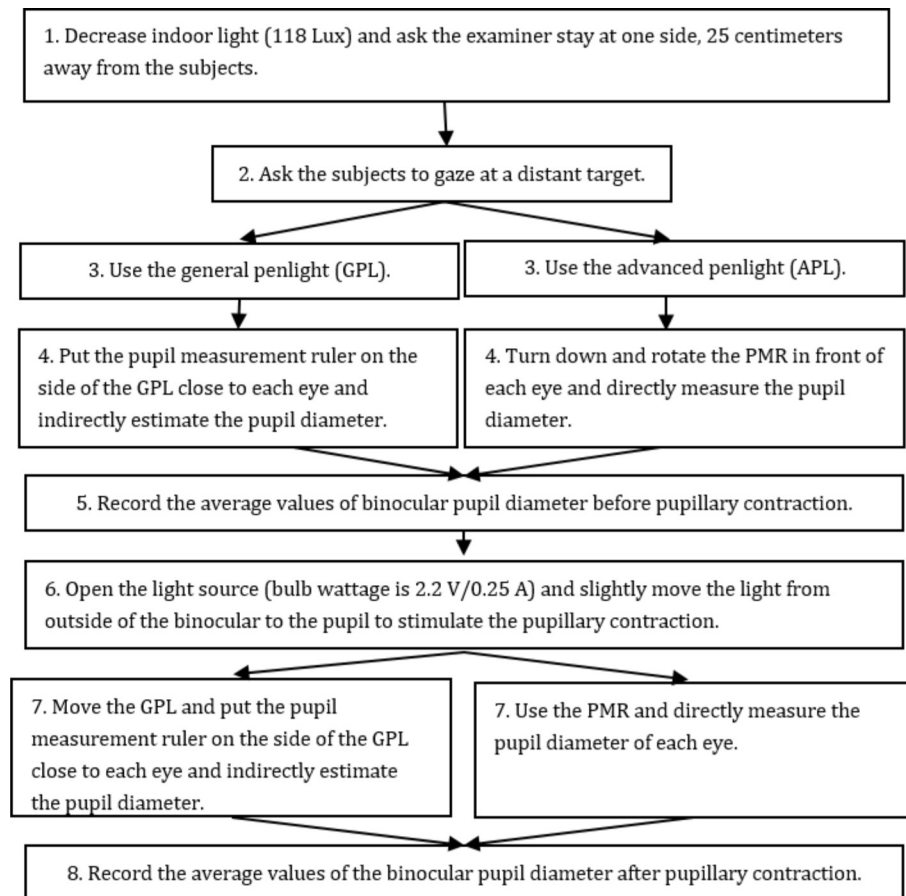 1. Decrease indoor light (118 Lux) and ask the examiner stay at one side, 25 centimeters
away from the subjects.
2. Ask the subjects to gaze at a distant target.
3. Use the general penlight (GPL).
3. Use the advanced penlight (APL).
4. Put the pupil measurement ruler on the
side of the GPL close to each eye and
indirectly estimate the pupil diameter.
4. Turn down and rotate the PMR in front of
each eye and directly measure the pupil
diameter.
5. Record the average values of binocular pupil diameter before pupillary contraction.
6. Open the light source (bulb wattage is 2.2 V/0.25 A) and slightly move the light from
outside of the binocular to the pupil to stimulate the pupillary contraction.
7. Move the GPL and put the pupil
measurement ruler on the side of the GPL
close to each eye and indirectly estimate
the pupil diameter.
7. Use the PMR and directly measure the
pupil diameter of each eye.
8. Record the average values of the binocular pupil diameter after pupillary contraction.